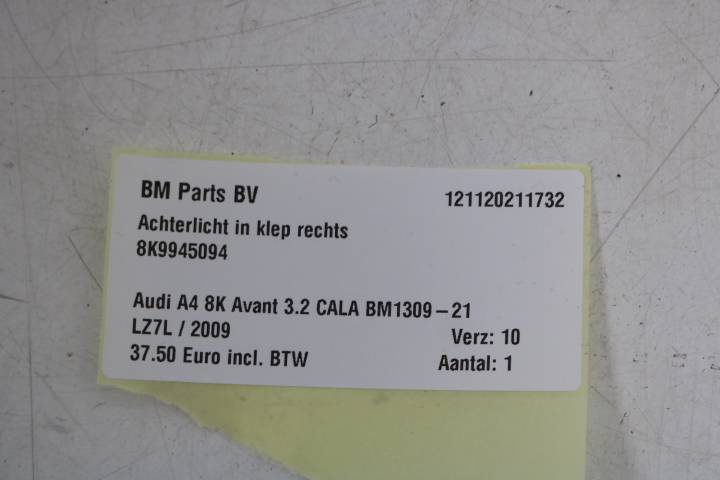 BM Parts BV 121120211732
Achterlicht in klep rechts
8K9945094
Audi A4 8K Avant 3.2 CALA BM1309-21
LZ7L / 2009 Verz: 10
37.50 Euro incl. BTW Aantal: 1